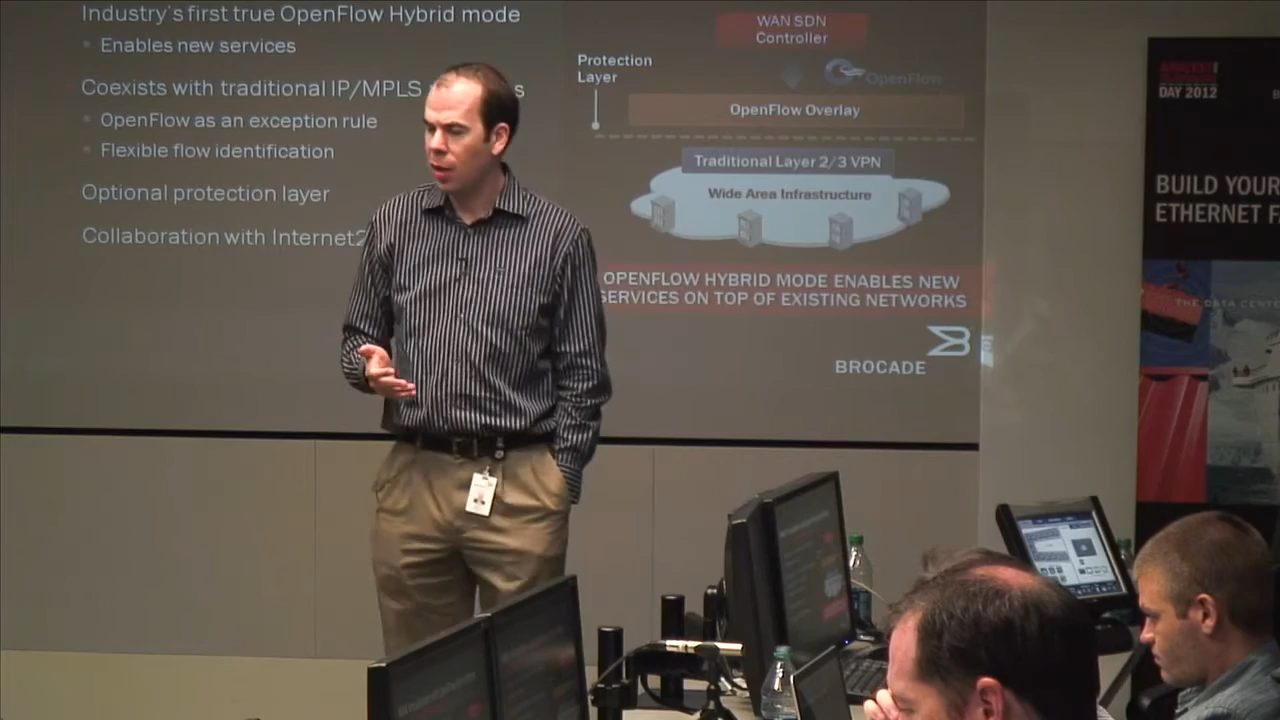 Industry's first true OpenFlow Hybrid mode
Enables new services
Coexists with traditional IP/MPLS
OpenFlow as an exception rule
Flexible flow identification
Optional protection layer
Collaboration with Internet2
WAN SDN
Controller
Protection
Layer
OpenFlow
OpenFlow Overlay
Traditional Layer 2/3 VPN
Wide Area Infrastructure
OPENFLOW HYBRID MODE ENABLES NEW
SERVICES ON TOP OF EXISTING NETWORKS
BROCADE
DAY 2012
BUILD YOUR
ETHERNET F
THE DATA CENT